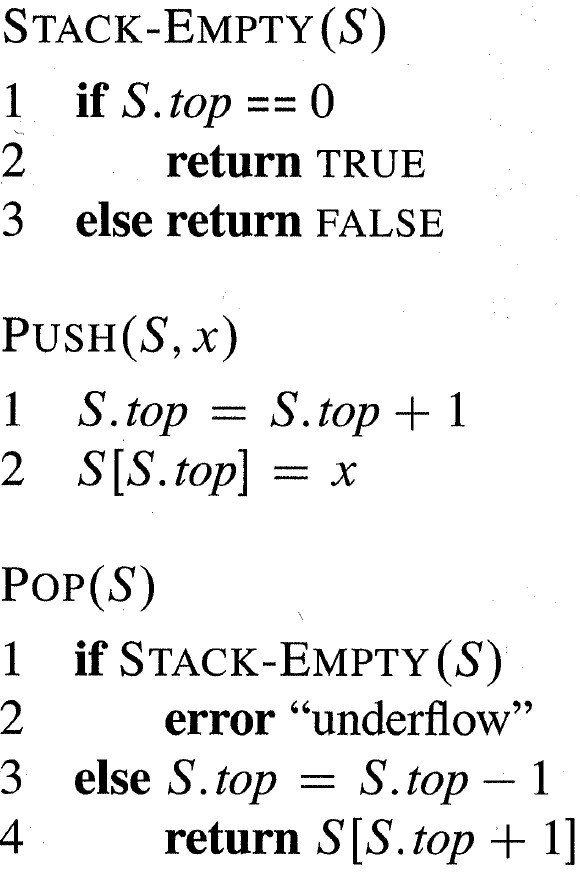 STACK-EMPTY(S)
1 if S.top == 0
2 return TRUE
3 else return FALSE
PUSH(S, x)
1 S.top = S.top + 1
2 S[S.top] = x
POP(S)
1 if STACK-EMPTY(S)
2 error “underflow”
3 else S.top = S.top − 1
4 return S[S.top + 1]